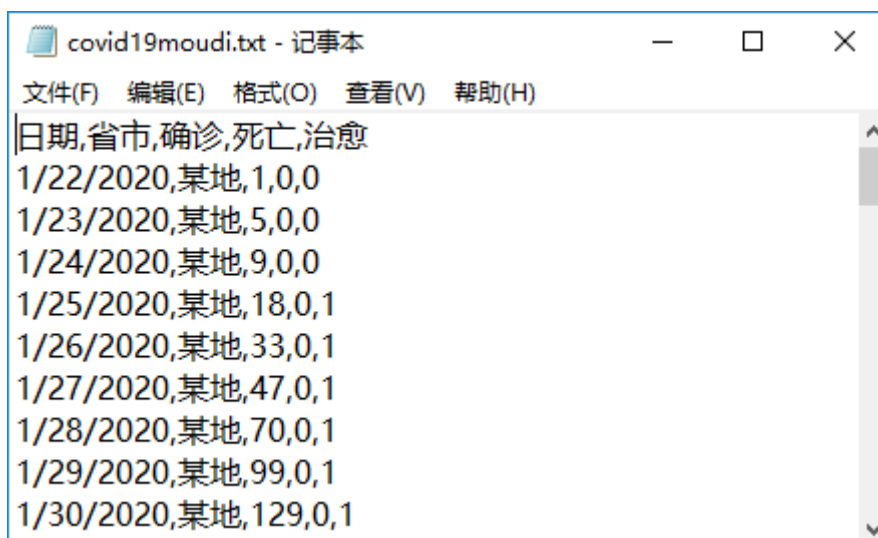 covid19moudi.txt - 记事本
文件(F) 编辑(E) 格式(O) 查看(V) 帮助(H)
日期,省市,确诊,死亡,治愈
1/22/2020,某地,1,0,0
1/23/2020,某地,5,0,0
1/24/2020,某地,9,0,0
1/25/2020,某地,18,0,1
1/26/2020,某地,33,0,1
1/27/2020,某地,47,0,1
1/28/2020,某地,70,0,1
1/29/2020,某地,99,0,1
1/30/2020,某地,129,0,1